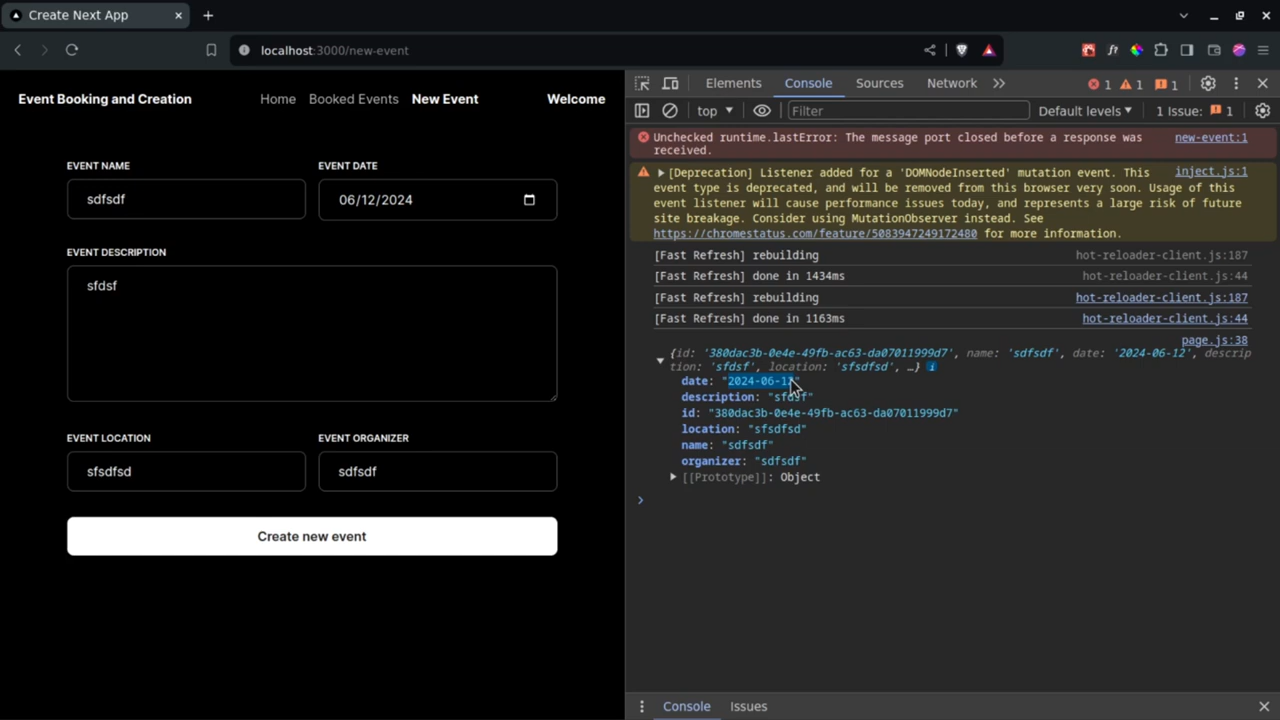 Create Next App
localhost:3000/new-event
Event Booking and Creation
Home
Booked Events
New Event
Welcome
EVENT NAME
EVENT DATE
sdfsdf
06/12/2024
EVENT DESCRIPTION
sfdsf
EVENT LOCATION
EVENT ORGANIZER
sfsdfsd
sdfsdf
Create new event
Elements
Console
Sources
Network
1
1
1
top
Filter
Default levels
1 Issue:
1
Unchecked runtime.lastError: The message port closed before a response was
new-event:1
received.
[Deprecation] Listener added for a 'DOMNodeInserted' mutation event. This
inject.js:1
event type is deprecated, and will be removed from this browser very soon. Usage of this
event listener will cause performance issues today, and represents a large risk of future
site breakage. Consider using MutationObserver instead. See
https://chromestatus.com/feature/5083947249172480 for more information.
[Fast Refresh] rebuilding
hot-reloader-client.js:187
[Fast Refresh] done in 1434ms
hot-reloader-client.js:44
[Fast Refresh] rebuilding
hot-reloader-client.js:187
[Fast Refresh] done in 1163ms
hot-reloader-client.js:44
page.js:38
{id: '380dac3b-0e4e-49fb-ac63-da07011999d7', name: 'sdfsdf', date: '2024-06-12', descrip
tion: 'sfdsf', location: 'sfsdfsd', …}
date: "2024-06-12"
description: "sfdsf"
id: "380dac3b-0e4e-49fb-ac63-da07011999d7"
location: "sfsdfsd"
name: "sdfsdf"
organizer: "sdfsdf"
[[Prototype]]: Object
Console
Issues